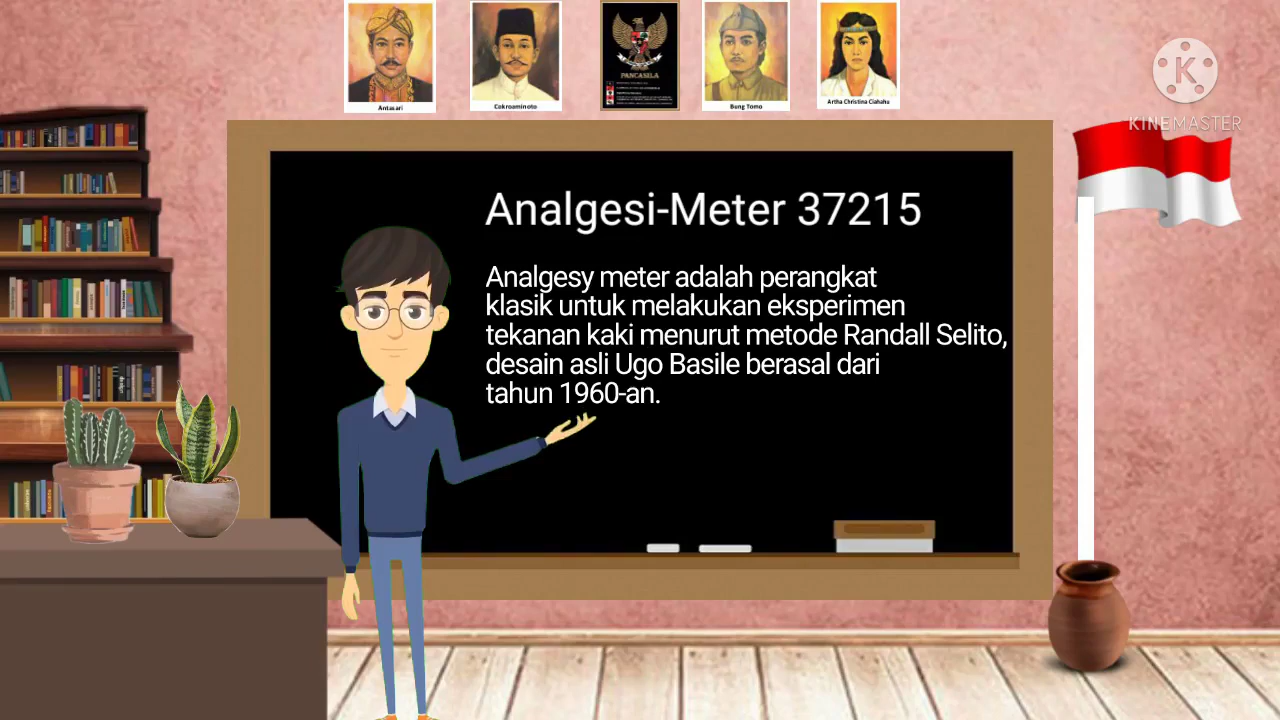 Antasari
Cokroaminoto
PANCASILA
Bung Tomo
Artha Christina Ciahahu
K
KINEMASTER
Analgesi-Meter 37215
Analgesy meter adalah perangkat
klasik untuk melakukan eksperimen
tekanan kaki menurut metode Randall Selito,
desain asli Ugo Basile berasal dari
tahun 1960-an.